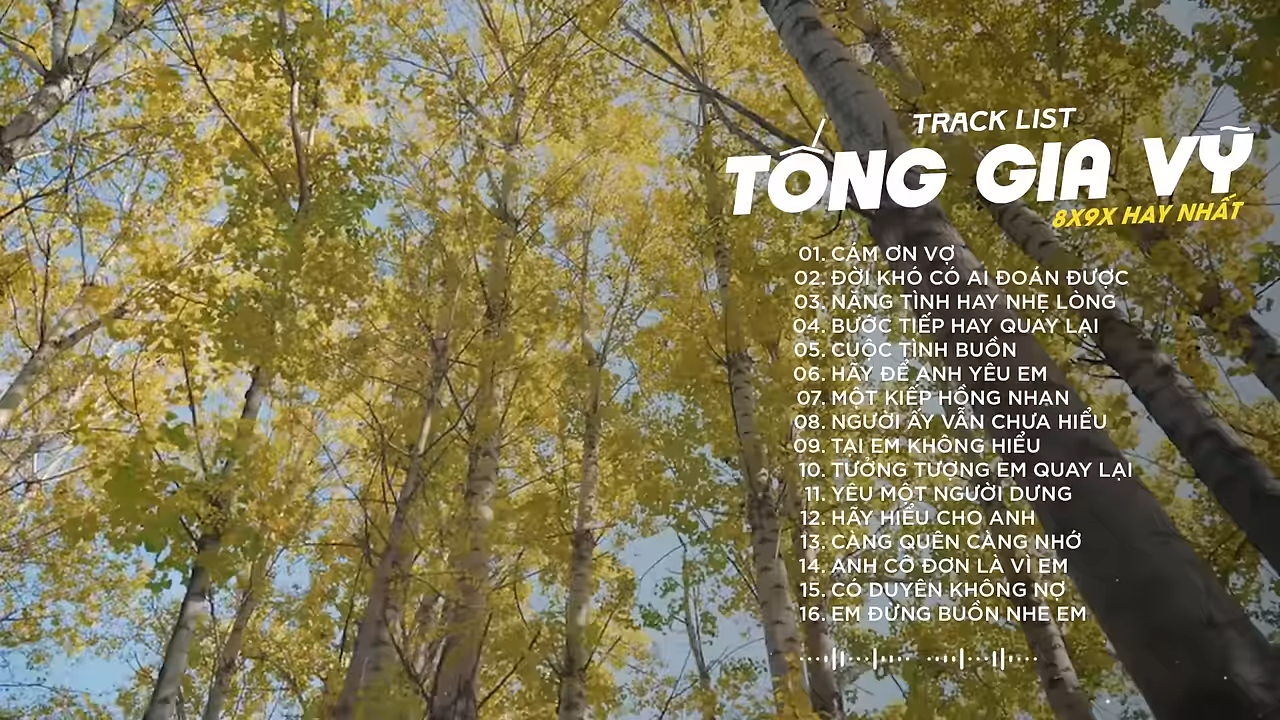 TRACK LIST
TỐNG GIA VỸ
8X9X HAY NHẤT
01. CÁM ƠN VỢ
02. ĐỜI KHÓ CÓ AI ĐOÁN ĐƯỢC
03. NẶNG TÌNH HAY NHẸ LÒNG
04. BƯỚC TIẾP HAY QUAY LẠI
05. CUỘC TÌNH BUỒN
06. HÃY ĐỂ ANH YÊU EM
07. MỘT KIẾP HỒNG NHAN
08. NGƯỜI ẤY VẪN CHƯA HIỂU
09. TẠI EM KHÔNG HIỂU
10. TƯỞNG TƯỢNG EM QUAY LẠI
11. YÊU MỘT NGƯỜI DƯNG
12. HÃY HIỂU CHO ANH
13. CÀNG QUÊN CÀNG NHỚ
14. ANH CÔ ĐƠN LÀ VÌ EM
15. CÓ DUYÊN KHÔNG NỢ
16. EM ĐỪNG BUỒN NHE EM